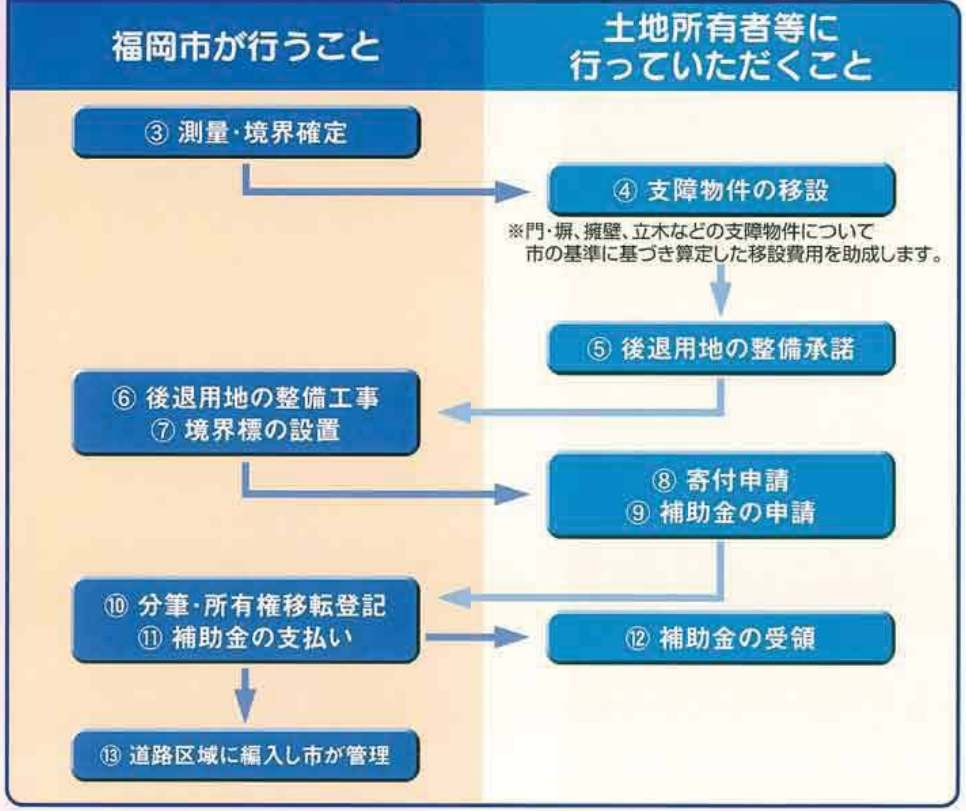 福岡市が行うこと
土地所有者等に
行っていただくこと
③ 測量・境界確定
④ 支障物件の移設
※門・塀、擁壁、立木などの支障物件について
市の基準に基づき算定した移設費用を助成します。
⑤ 後退用地の整備承諾
⑥ 後退用地の整備工事
⑦ 境界標の設置
⑧ 寄付申請
⑨ 補助金の申請
⑩ 分筆・所有権移転登記
⑪ 補助金の支払い
⑫ 補助金の受領
⑬ 道路区域に編入し市が管理